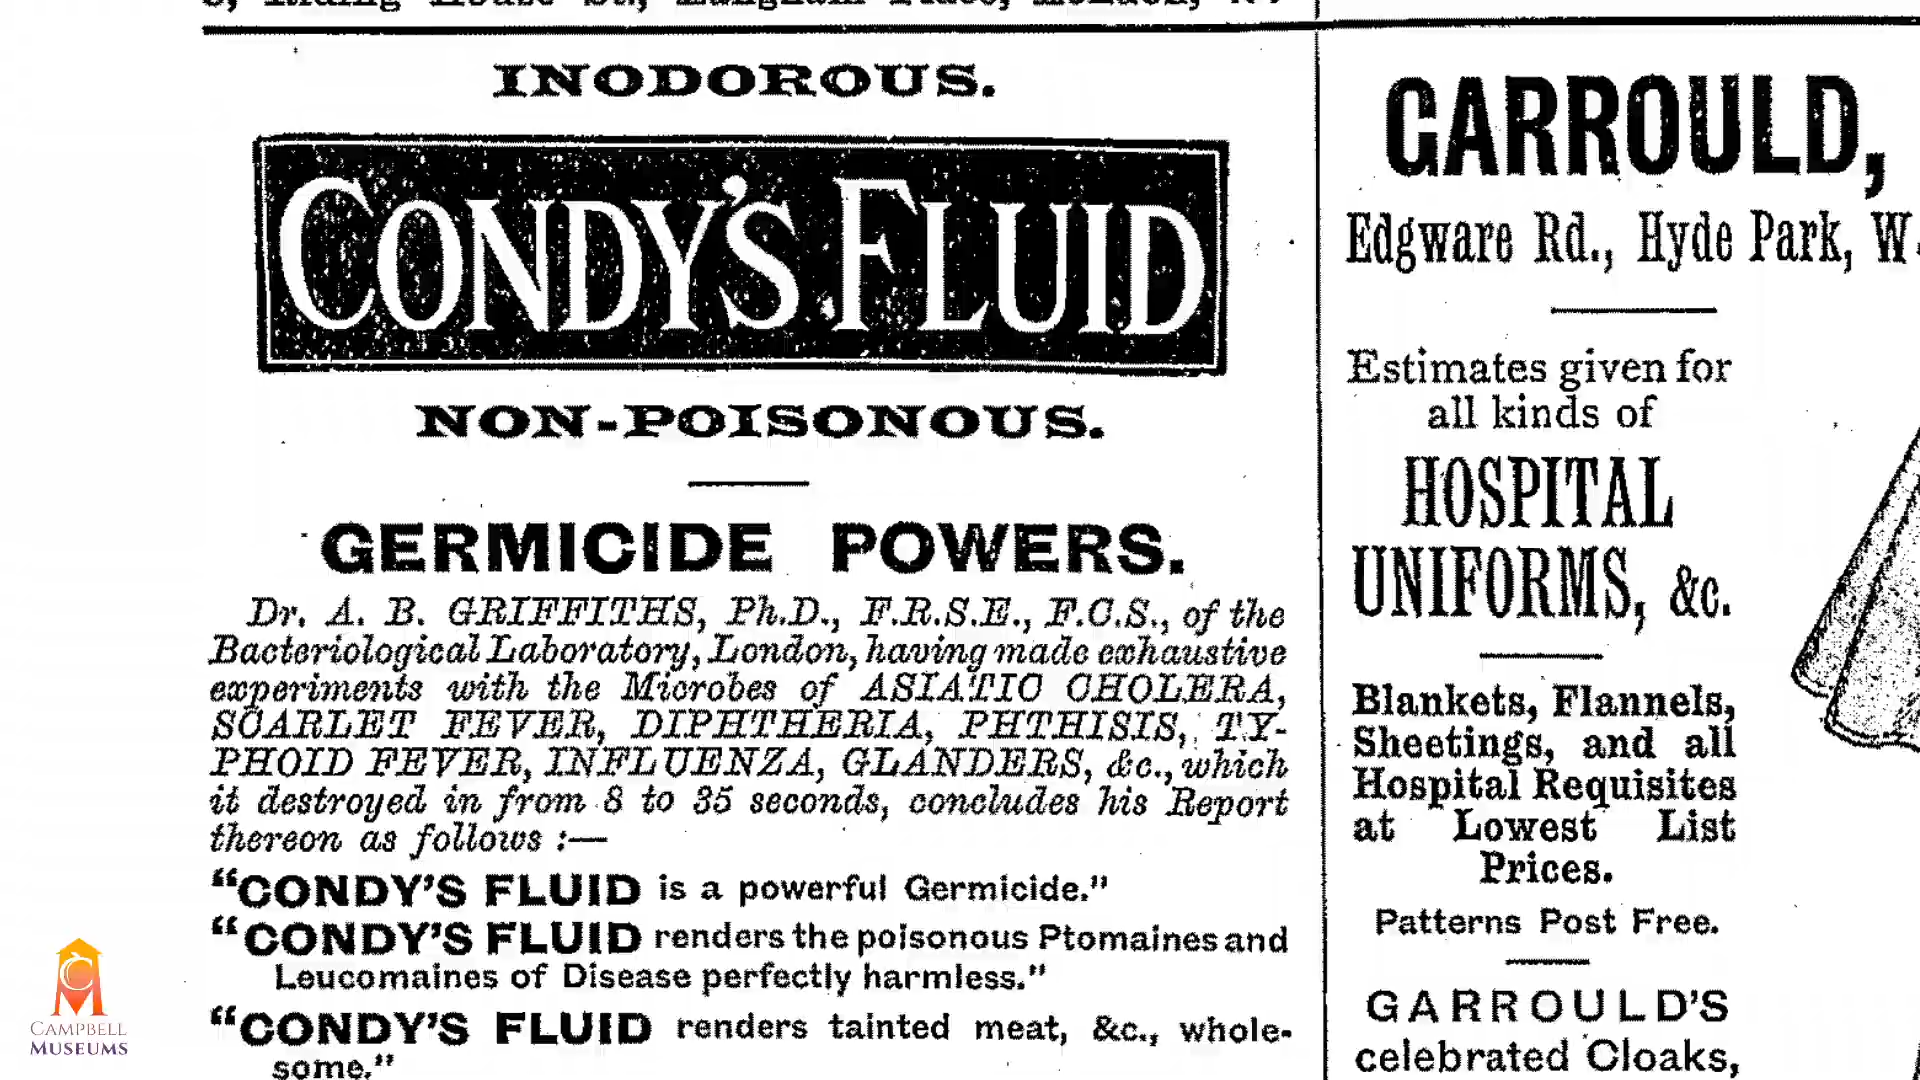 INODOROUS.
CONDY'S FLUID
NON-POISONOUS.
GERMICIDE POWERS.
Dr. A. B. GRIFFITHS, Ph.D., F.R.S.E., F.C.S., of the
Bacteriological Laboratory, London, having made exhaustive
experiments with the Microbes of ASIATIC CHOLERA,
SCARLET FEVER, DIPHTHERIA, PHTHISIS, TY-
PHOID FEVER, INFLUENZA, GLANDERS, &c., which
it destroyed in from 8 to 35 seconds, concludes his Report
thereon as follows :—
"CONDY'S FLUID is a powerful Germicide."
"CONDY'S FLUID renders the poisonous Ptomaines and
Leucomaines of Disease perfectly harmless."
"CONDY'S FLUID renders tainted meat, &c., whole-
some."
GARROULD,
Edgware Rd., Hyde Park, W.
Estimates given for
all kinds of
HOSPITAL
UNIFORMS, &c.
Blankets, Flannels,
Sheetings, and all
Hospital Requisites
at Lowest List
Prices.
Patterns Post Free.
GARROULD'S
celebrated Cloaks,
CAMPBELL
MUSEUMS